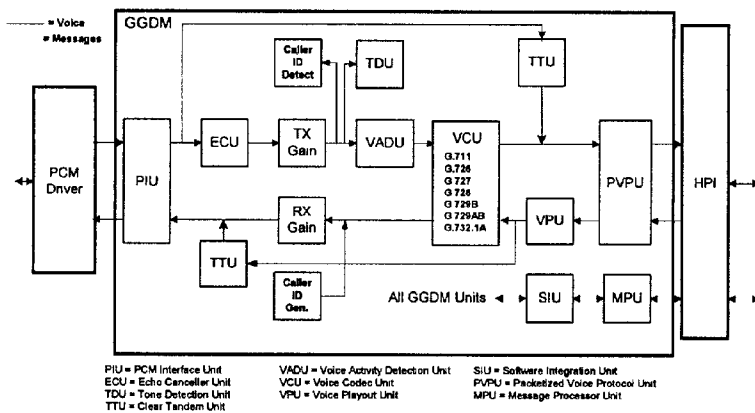 = Voice
= Messages
GGDM
Caller
ID
Detect
TDU
TTU
PCM
Driver
PIU
ECU
TX
Gain
VADU
VCU
G.711
G.726
G.727
G.728
G.729B
G.729AB
G.732.1A
PVPU
HPI
RX
Gain
VPU
TTU
Caller
ID
Gen.
All GGDM Units
SIU
MPU
PIU = PCM Interface Unit
ECU = Echo Canceller Unit
TDU = Tone Detection Unit
TTU = Clear Tandem Unit
VADU = Voice Activity Detection Unit
VCU = Voice Codec Unit
VPU = Voice Playout Unit
SIU = Software Integration Unit
PVPU = Packetized Voice Protocol Unit
MPU = Message Processor Unit